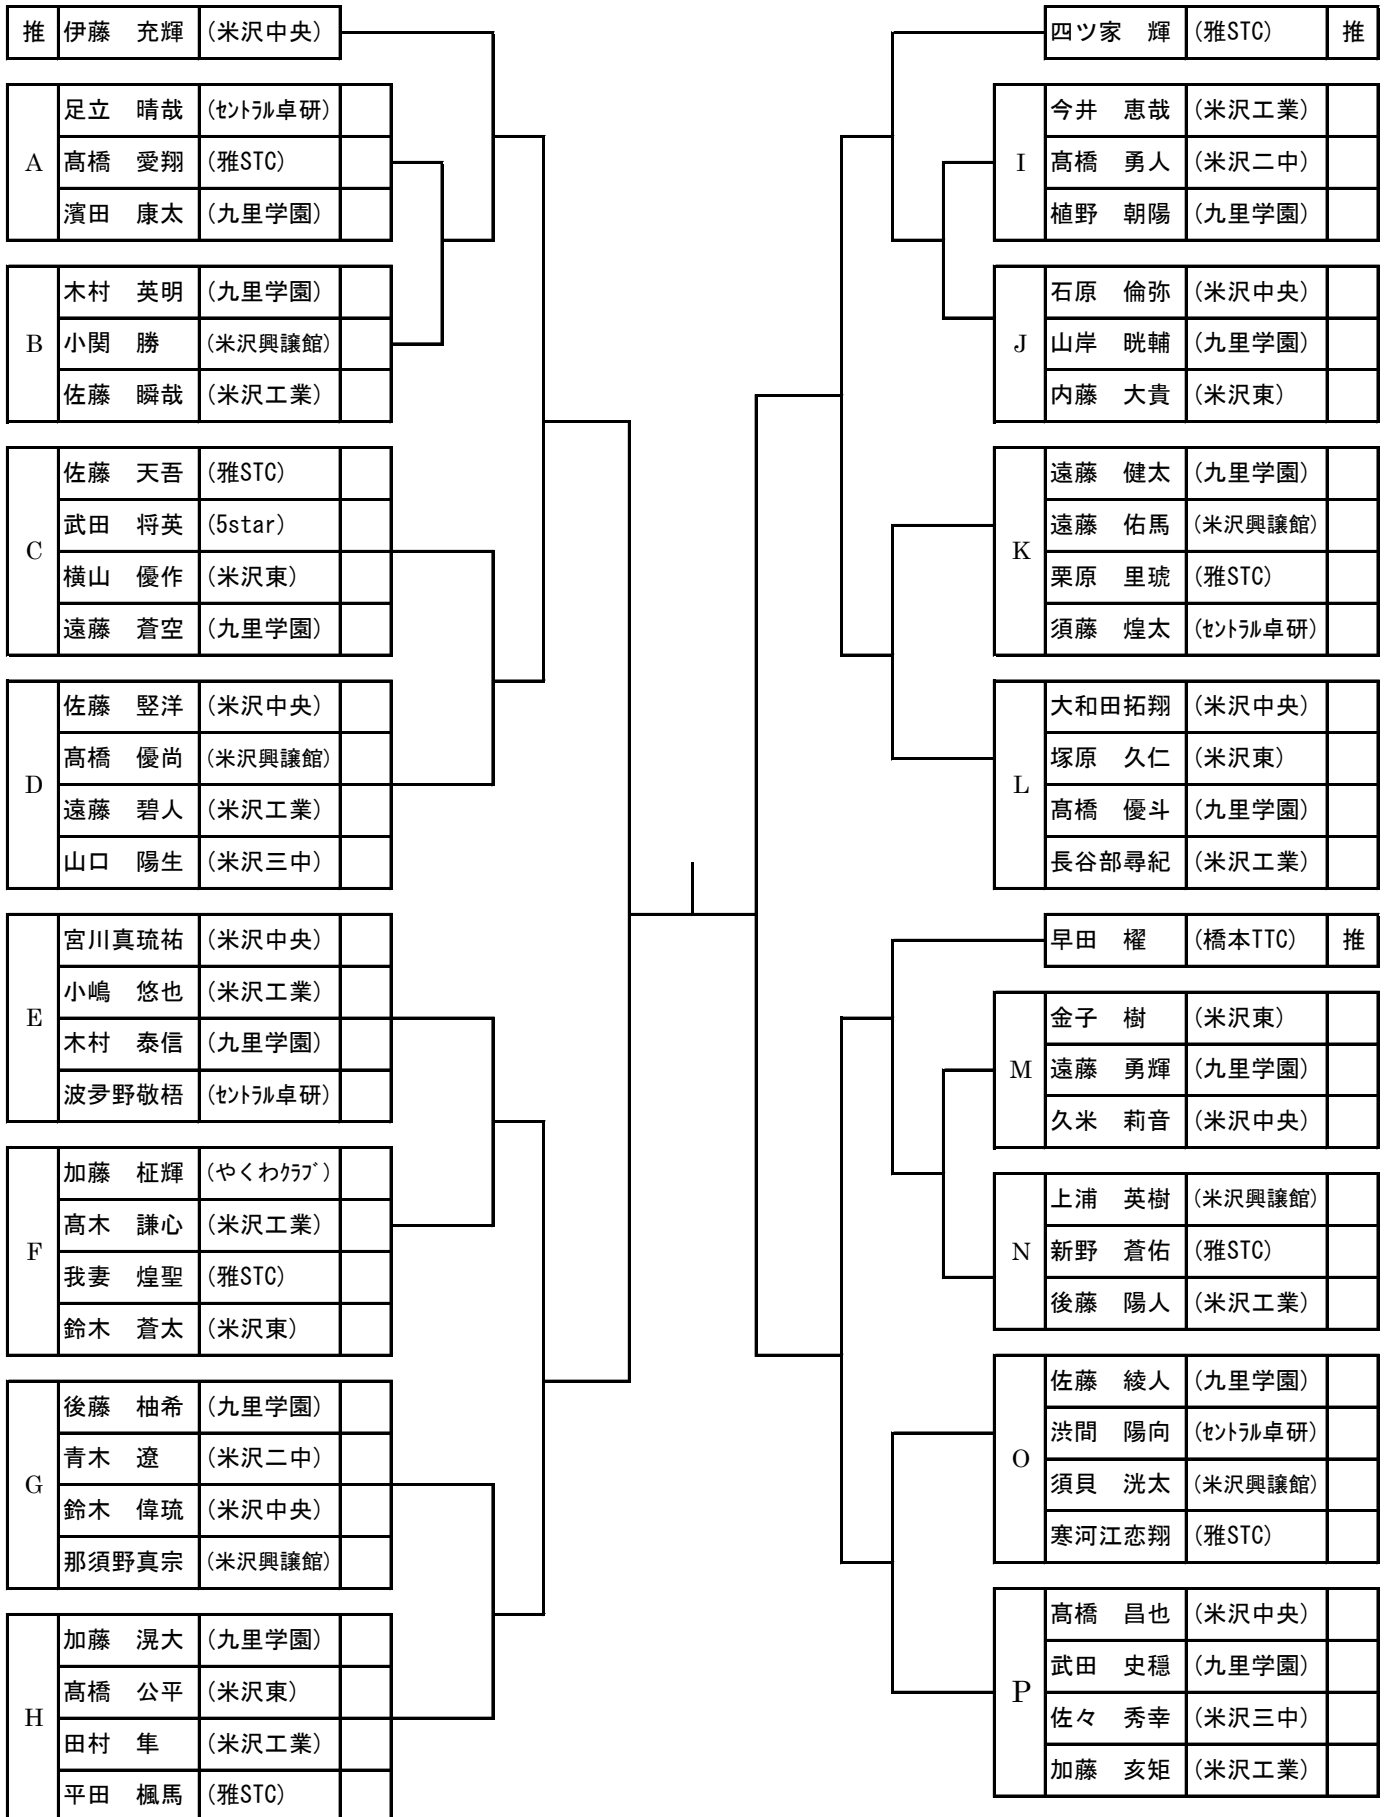 推 伊藤　充輝 (米沢中央)
A
足立　晴哉 (ｾﾝﾄﾗﾙ卓研)
髙橋　愛翔 (雅STC)
濱田　康太 (九里学園)
B
木村　英明 (九里学園)
小関　勝 (米沢興譲館)
佐藤　瞬哉 (米沢工業)
C
佐藤　天吾 (雅STC)
武田　将英 (5star)
横山　優作 (米沢東)
遠藤　蒼空 (九里学園)
D
佐藤　堅洋 (米沢中央)
髙橋　優尚 (米沢興譲館)
遠藤　碧人 (米沢工業)
山口　陽生 (米沢三中)
E
宮川真琉祐 (米沢中央)
小嶋　悠也 (米沢工業)
木村　泰信 (九里学園)
波多野敬梧 (ｾﾝﾄﾗﾙ卓研)
F
加藤　柾輝 (やくわｸﾗﾌﾞ)
髙木　謙心 (米沢工業)
我妻　煌聖 (雅STC)
鈴木　蒼太 (米沢東)
G
後藤　柚希 (九里学園)
青木　遼 (米沢二中)
鈴木　偉琉 (米沢中央)
那須野真宗 (米沢興譲館)
H
加藤　滉大 (九里学園)
髙橋　公平 (米沢東)
田村　隼 (米沢工業)
平田　楓馬 (雅STC)
四ツ家　輝 (雅STC) 推
I
今井　恵哉 (米沢工業)
髙橋　勇人 (米沢二中)
植野　朝陽 (九里学園)
J
石原　倫弥 (米沢中央)
山岸　晄輔 (九里学園)
内藤　大貴 (米沢東)
K
遠藤　健太 (九里学園)
遠藤　佑馬 (米沢興譲館)
栗原　里琥 (雅STC)
須藤　煌太 (ｾﾝﾄﾗﾙ卓研)
L
大和田拓翔 (米沢中央)
塚原　久仁 (米沢東)
髙橋　優斗 (九里学園)
長谷部尋紀 (米沢工業)
早田　櫂 (橋本TTC) 推
M
金子　樹 (米沢東)
遠藤　勇輝 (九里学園)
久米　莉音 (米沢中央)
N
上浦　英樹 (米沢興譲館)
新野　蒼佑 (雅STC)
後藤　陽人 (米沢工業)
O
佐藤　綾人 (九里学園)
渋間　陽向 (ｾﾝﾄﾗﾙ卓研)
須貝　洸太 (米沢興譲館)
寒河江恋翔 (雅STC)
P
髙橋　昌也 (米沢中央)
武田　史穏 (九里学園)
佐々　秀幸 (米沢三中)
加藤　亥矩 (米沢工業)